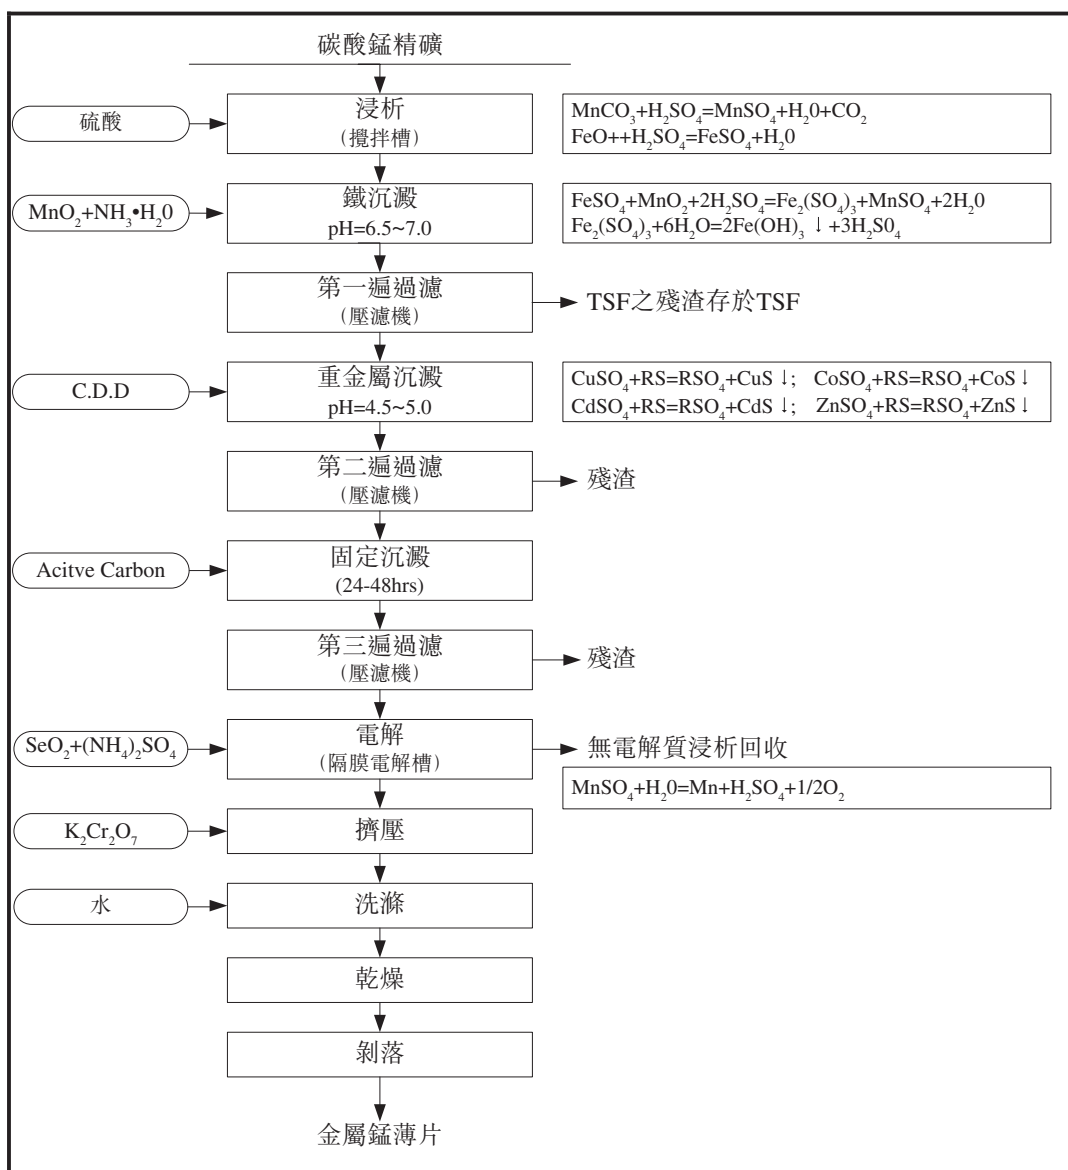 碳酸錳精礦
硫酸
浸析
(攪拌槽)
MnCO₃+H₂SO₄=MnSO₄+H₂0+CO₂
FeO++H₂SO₄=FeSO₄+H₂0
MnO₂+NH₃•H₂0
鐵沉澱
pH=6.5~7.0
FeSO₄+MnO₂+2H₂SO₄=Fe₂(SO₄)₃+MnSO₄+2H₂0
Fe₂(SO₄)₃+6H₂O=2Fe(OH)₃ ↓ +3H₂S0₄
第一遍過濾
(壓濾機)
TSF之殘渣存於TSF
C.D.D
重金屬沉澱
pH=4.5~5.0
CuSO₄+RS=RSO₄+CuS↓; CoSO₄+RS=RSO₄+CoS↓
CdSO₄+RS=RSO₄+CdS↓; ZnSO₄+RS=RSO₄+ZnS↓
第二遍過濾
(壓濾機)
殘渣
Acitve Carbon
固定沉澱
(24-48hrs)
第三遍過濾
(壓濾機)
殘渣
SeO₂+(NH₄)₂SO₄
電解
(隔膜電解槽)
無電解質浸析回收
MnSO₄+H₂0=Mn+H₂SO₄+1/2O₂
K₂Cr₂O₇
擠壓
水
洗滌
乾燥
剝落
金屬錳薄片